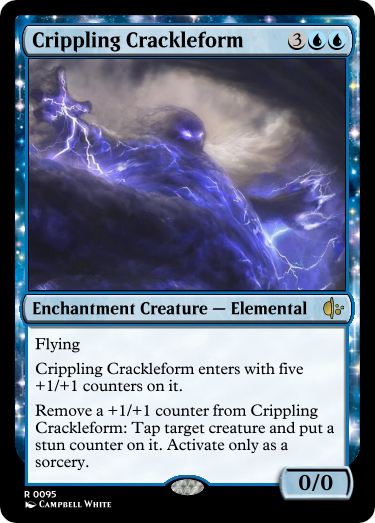 Crippling Crackleform 3
Enchantment Creature — Elemental
Flying
Crippling Crackleform enters with five
+1/+1 counters on it.
Remove a +1/+1 counter from Crippling
Crackleform: Tap target creature and put a
stun counter on it. Activate only as a
sorcery.
0/0
R 0095
Campbell White